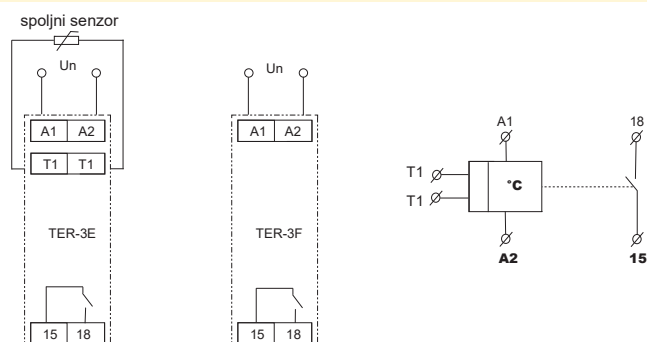 spoljni senzor
Un
A1 A2
T1 T1
TER-3E
15 18
Un
A1 A2
TER-3F
15 18
A1
18
T1
T1
°C
A2
15